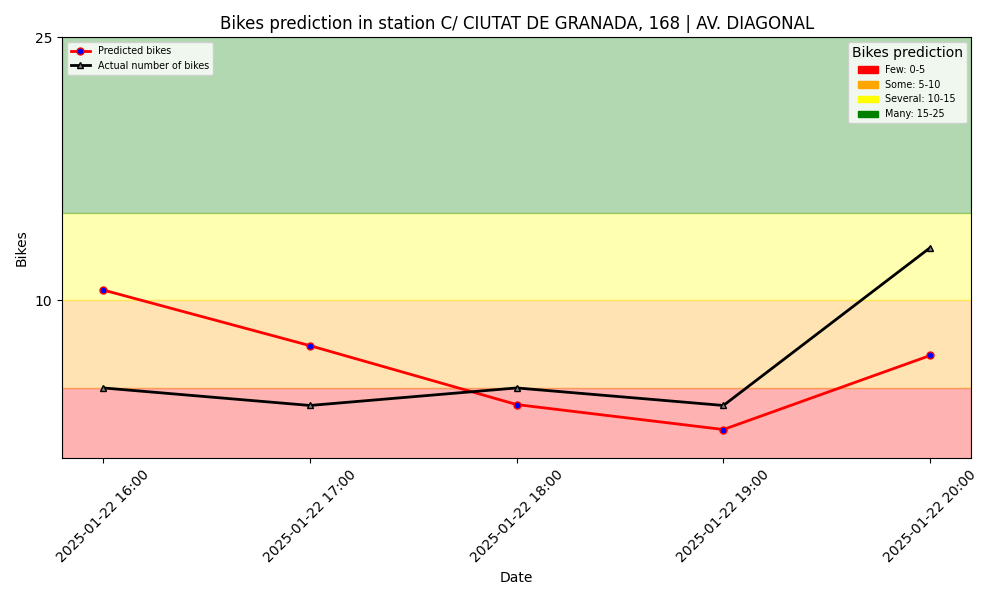 Bikes prediction in station C/ CIUTAT DE GRANADA, 168 | AV. DIAGONAL
25
10
Bikes
Predicted bikes
Actual number of bikes
Bikes prediction
Few: 0-5
Some: 5-10
Several: 10-15
Many: 15-25
2025-01-22 16:00
2025-01-22 17:00
2025-01-22 18:00
2025-01-22 19:00
2025-01-22 20:00
Date